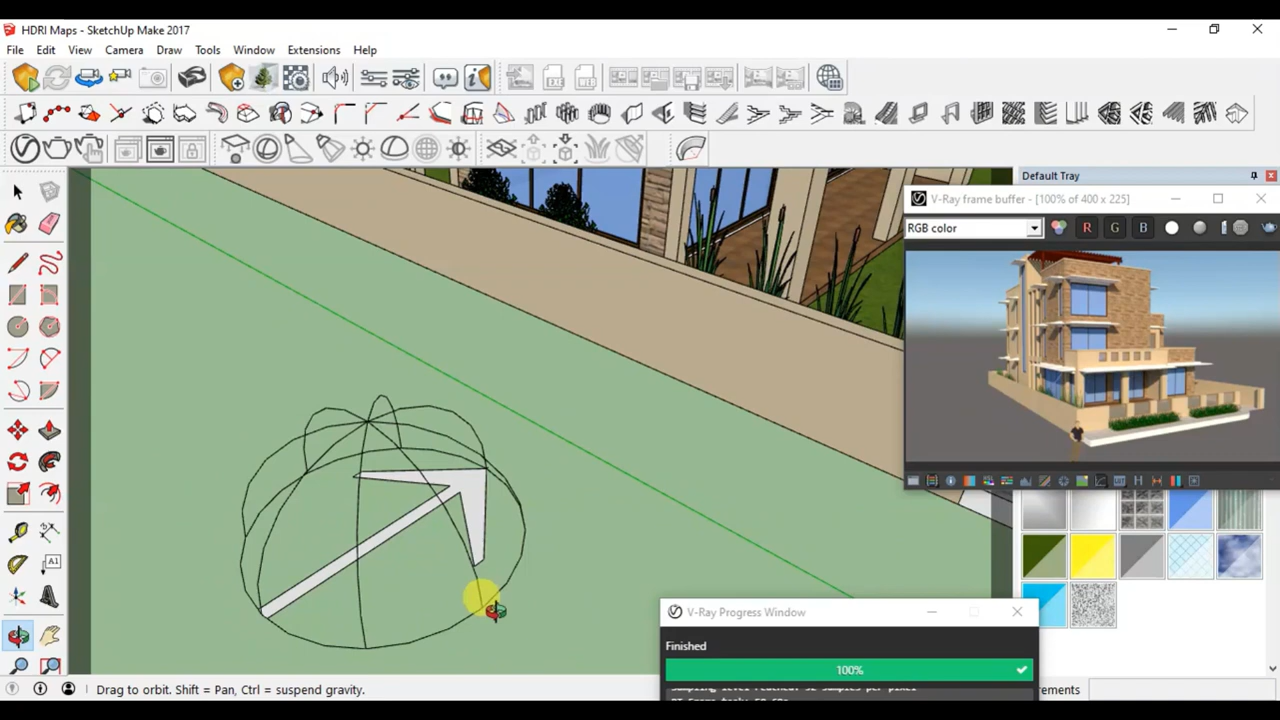 HDRI Maps - SketchUp Make 2017
File Edit View Camera Draw Tools Window Extensions Help
Default Tray
V-Ray frame buffer - [100% of 400 x 225]
RGB color
R G B
A1
H
V-Ray Progress Window
Finished
100%
Drag to orbit. Shift = Pan, Ctrl = suspend gravity.